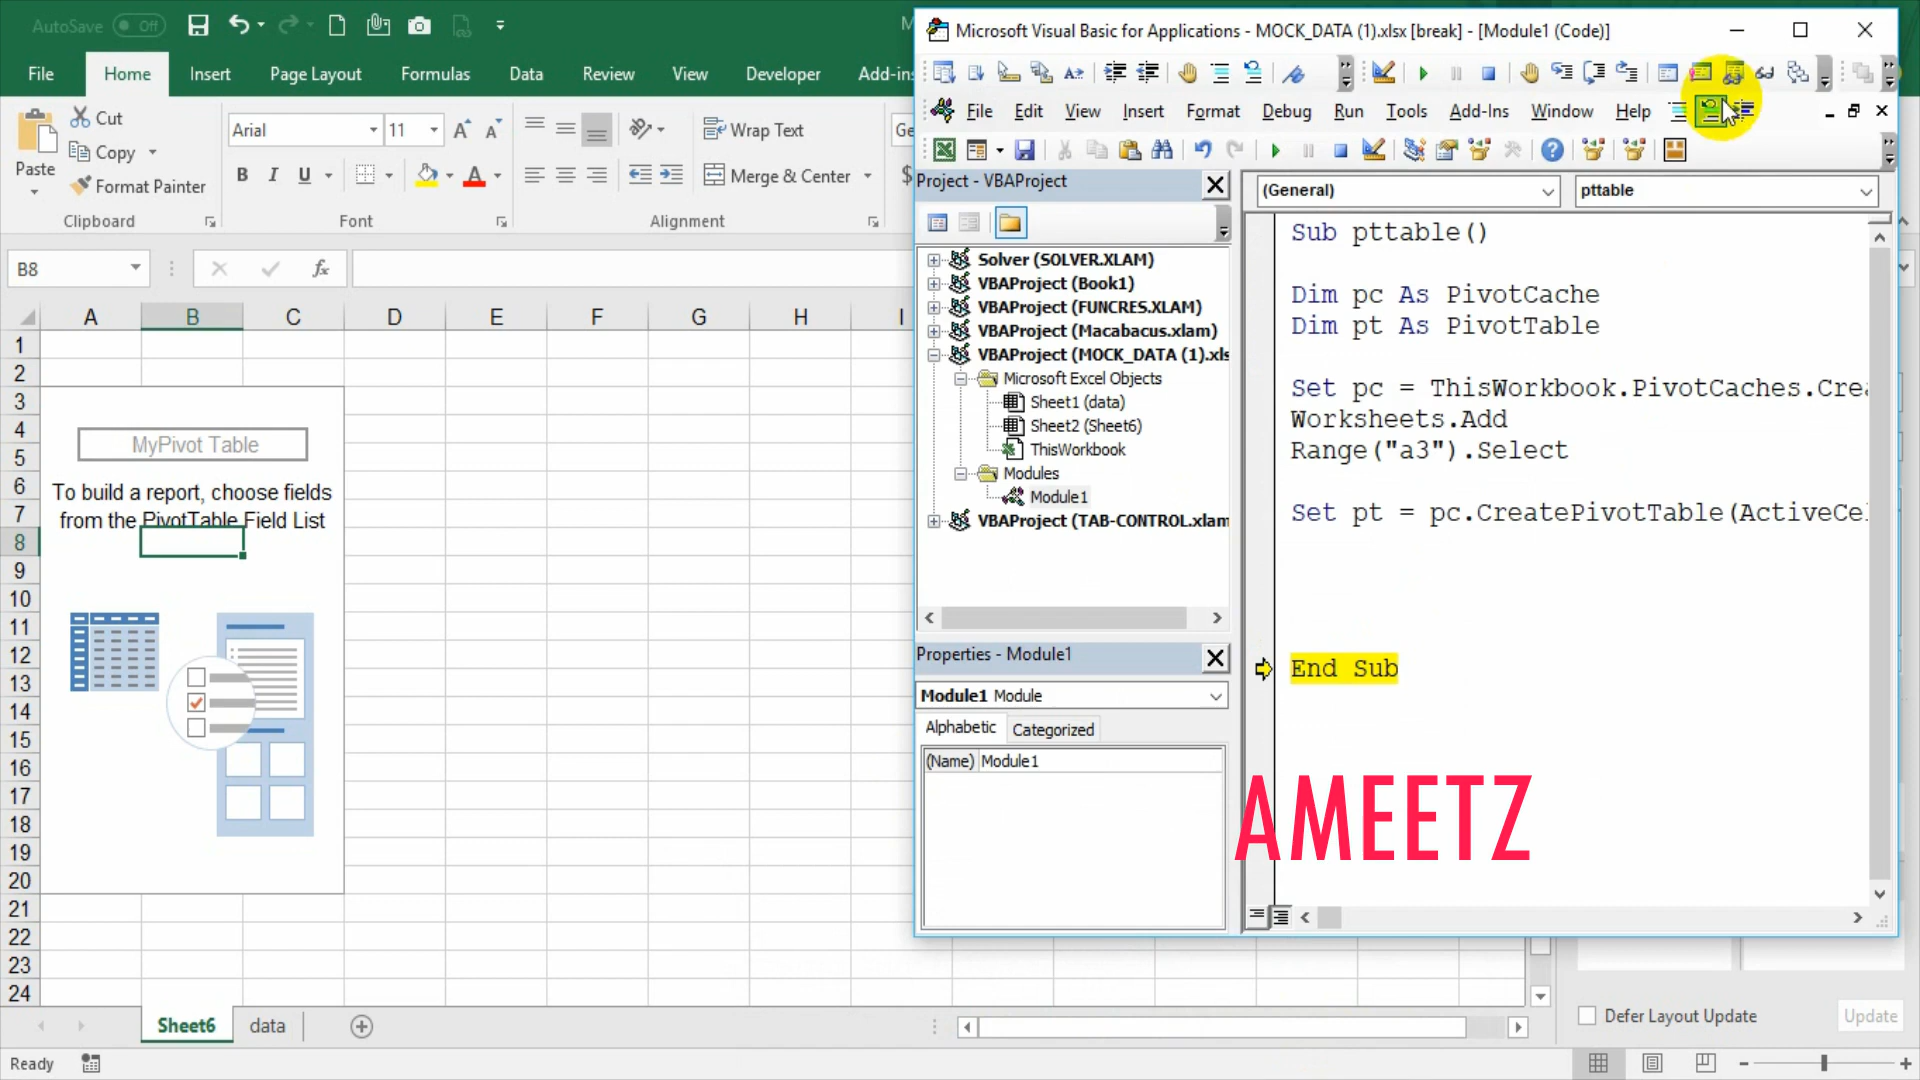 AutoSave Off
M
File Home Insert Page Layout Formulas Data Review View Developer Add-ins
Paste
Cut
Copy
Format Painter
Clipboard
Arial 11
B I U A
Font
Wrap Text
Merge & Center
Alignment
Ge
$
B8
fx
A B C D E F G H I
1
2
3
4
5
6
7
8
9
10
11
12
13
14
15
16
17
18
19
20
21
22
23
24
MyPivot Table
To build a report, choose fields
from the PivotTable Field List
Sheet6 data
Ready
Defer Layout Update Update
Microsoft Visual Basic for Applications - MOCK_DATA (1).xlsx [break] - [Module1 (Code)]
File Edit View Insert Format Debug Run Tools Add-Ins Window Help
Project - VBAProject
Solver (SOLVER.XLAM)
VBAProject (Book1)
VBAProject (FUNCRES.XLAM)
VBAProject (Macabacus.xlam)
VBAProject (MOCK_DATA (1).xls
Microsoft Excel Objects
Sheet1 (data)
Sheet2 (Sheet6)
ThisWorkbook
Modules
Module1
VBAProject (TAB-CONTROL.xlam
Properties - Module1
Module1 Module
Alphabetic Categorized
(Name) Module1
(General) pttable
Sub pttable()
Dim pc As PivotCache
Dim pt As PivotTable
Set pc = ThisWorkbook.PivotCaches.Crea
Worksheets.Add
Range("a3").Select
Set pt = pc.CreatePivotTable(ActiveCel
End Sub
AMEETZ